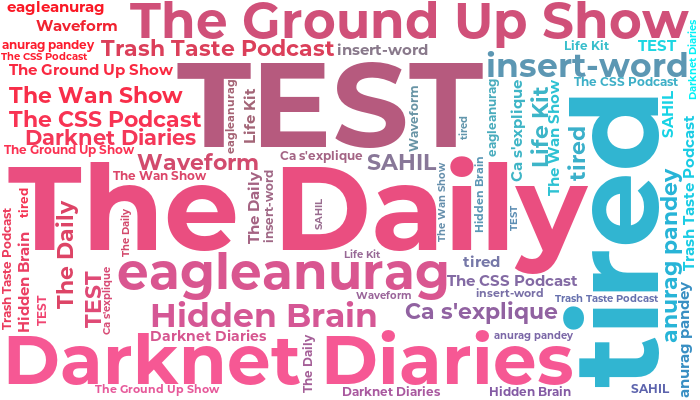 eagleanurag
The Ground Up Show
Waveform
anurag pandey
Trash Taste Podcast
insert-word
Life Kit
TEST
Darknet Diaries
The CSS Podcast
The Ground Up Show
TEST
insert-word
The CSS Podcast
The Wan Show
eagleanurag
Life Kit
Waveform
tired
eagleanurag
Ca s'explique
Life Kit
The Wan Show
tired
tired
SAHIL
The CSS Podcast
Darknet Diaries
The Ground Up Show
Waveform
Ca s'explique
SAHIL
Trash Taste Podcast
The Daily
The Wan Show
The Daily
insert-word
SAHIL
The Wan Show
Hidden Brain
TEST
anurag pandey
tired
The Daily
The Daily
Trash Taste Podcast
Hidden Brain
TEST
TEST
Ca s'explique
Life Kit
eagleanurag
tired
The CSS Podcast
Waveform
insert-word
Trash Taste Podcast
anurag pandey
Hidden Brain
Ca s'explique
Darknet Diaries
The Daily
anurag pandey
Darknet Diaries
The Ground Up Show
Darknet Diaries
Hidden Brain
SAHIL